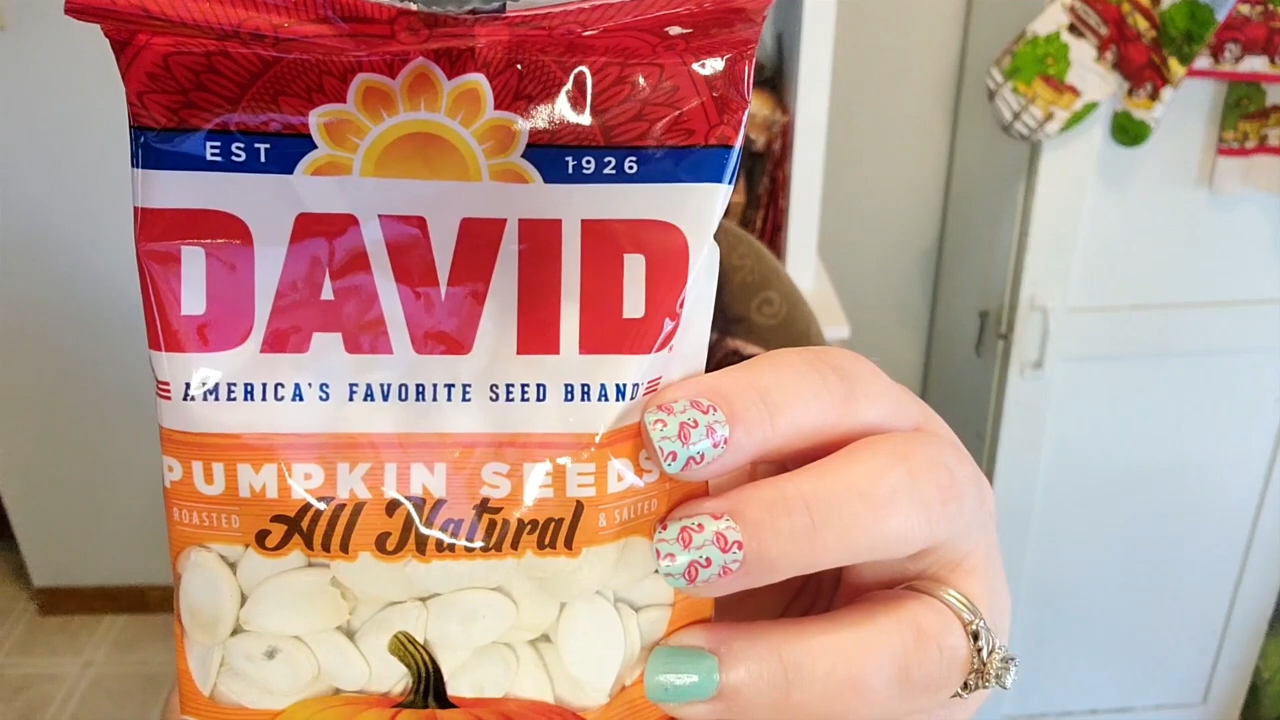 EST 1926
DAVID
AMERICA'S FAVORITE SEED BRAND
PUMPKIN SEEDS
ROASTED All Natural & SALTED